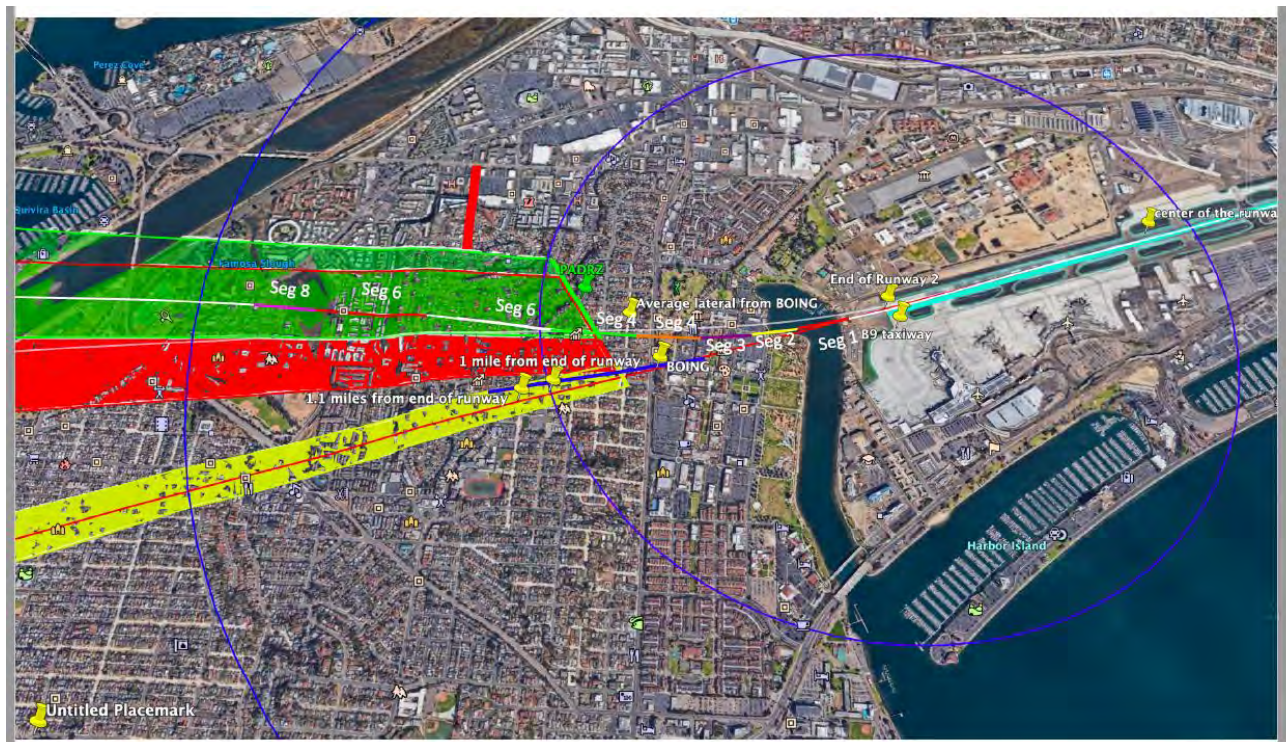 Perez Cove
Quivira Basin
center of the runwa
Famosa Slough
PADRZ
End of Runway 2
Seg 8
Seg 6
Seg 6
Average lateral from BOING
Seg 4
Seg 4
B9 taxiway
Seg 3
Seg 2
Seg 1
1 mile from end of runway
BOING
1.1 miles from end of runway
Harbor Island
Untitled Placemark